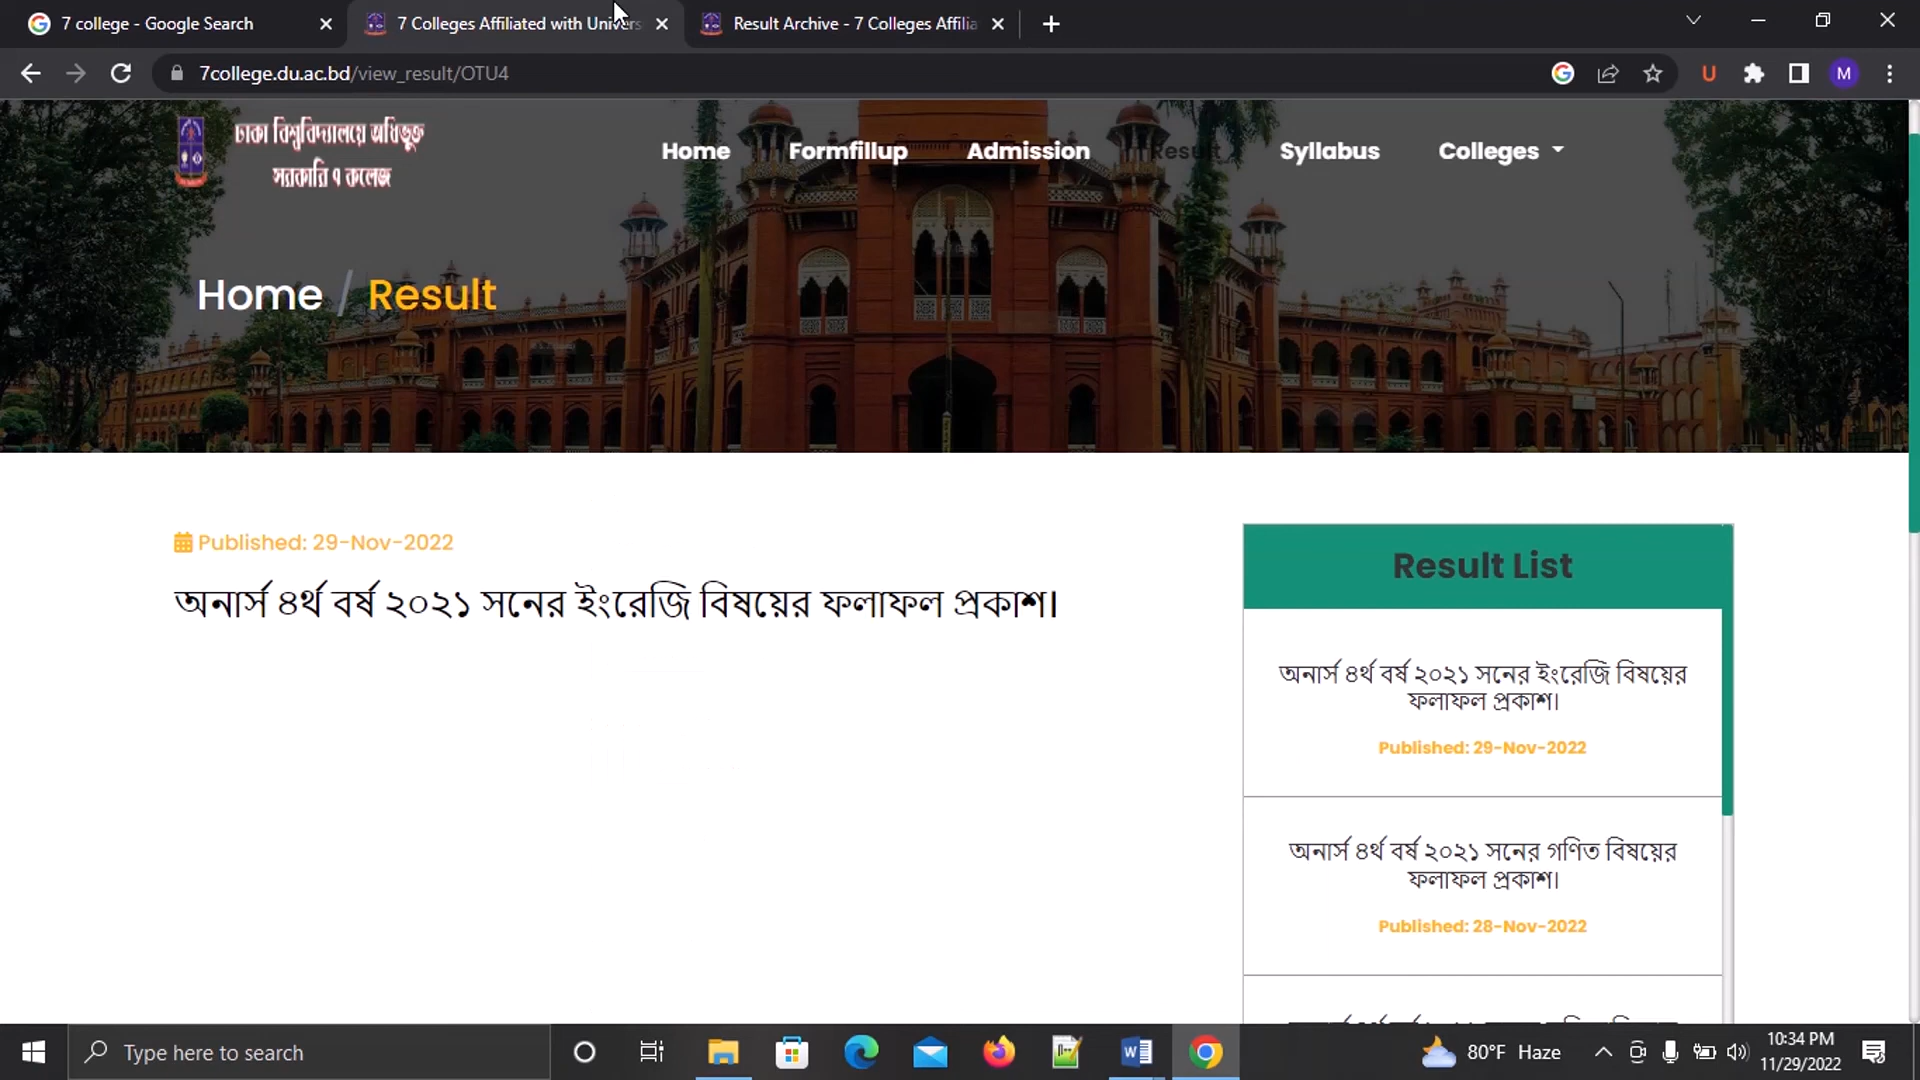 7 college - Google Search
7 Colleges Affiliated with Univers
Result Archive - 7 Colleges Affilia
7college.du.ac.bd/view_result/OTU4
U
M
ঢাকা বিশ্ববিদ্যালয়ে অধিভুক্ত
সরকারি ৭ কলেজ
Home
Formfillup
Admission
Result
Syllabus
Colleges
Home / Result
Published: 29-Nov-2022
অনার্স ৪র্থ বর্ষ ২০২১ সনের ইংরেজি বিষয়ের ফলাফল প্রকাশ।
Result List
অনার্স ৪র্থ বর্ষ ২০২১ সনের ইংরেজি বিষয়ের
ফলাফল প্রকাশ।
Published: 29-Nov-2022
অনার্স ৪র্থ বর্ষ ২০২১ সনের গণিত বিষয়ের
ফলাফল প্রকাশ।
Published: 28-Nov-2022
Type here to search
80°F Haze
10:34 PM
11/29/2022